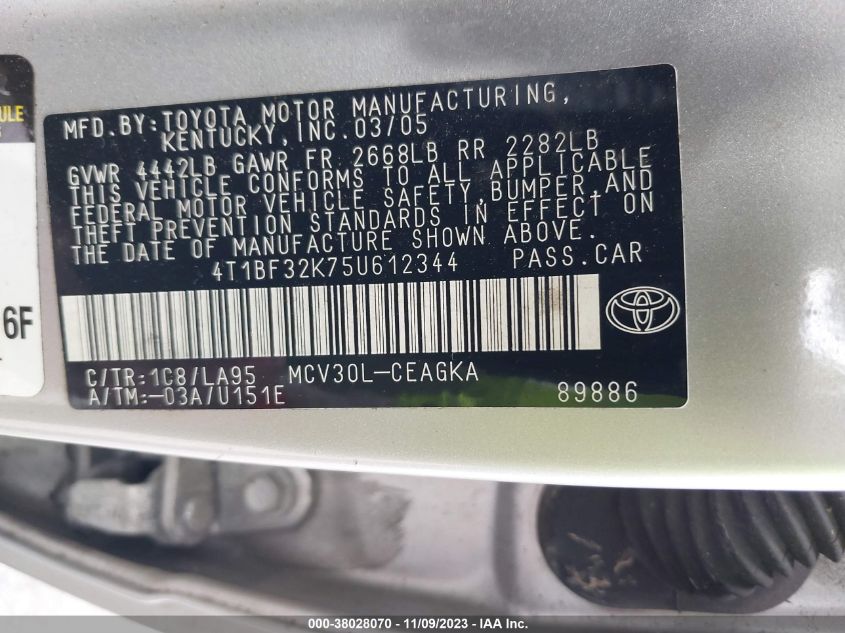 ULE
S
6F
MFD.BY:TOYOTA MOTOR MANUFACTURING,
KENTUCKY,INC.03/05
GVWR 4442LB GAWR FR 2668LB RR 2282LB
THIS VEHICLE CONFORMS TO ALL APPLICABLE
FEDERAL MOTOR VEHICLE SAFETY,BUMPER,AND
THEFT PREVENTION STANDARDS IN EFFECT ON
THE DATE OF MANUFACTURE SHOWN ABOVE.
4T1BF32K75U612344 PASS.CAR
C/TR:1C8/LA95 MCV30L-CEAGKA
A/TM:-03A/U151E 89886
000-38028070 - 11/09/2023 - IAA Inc.